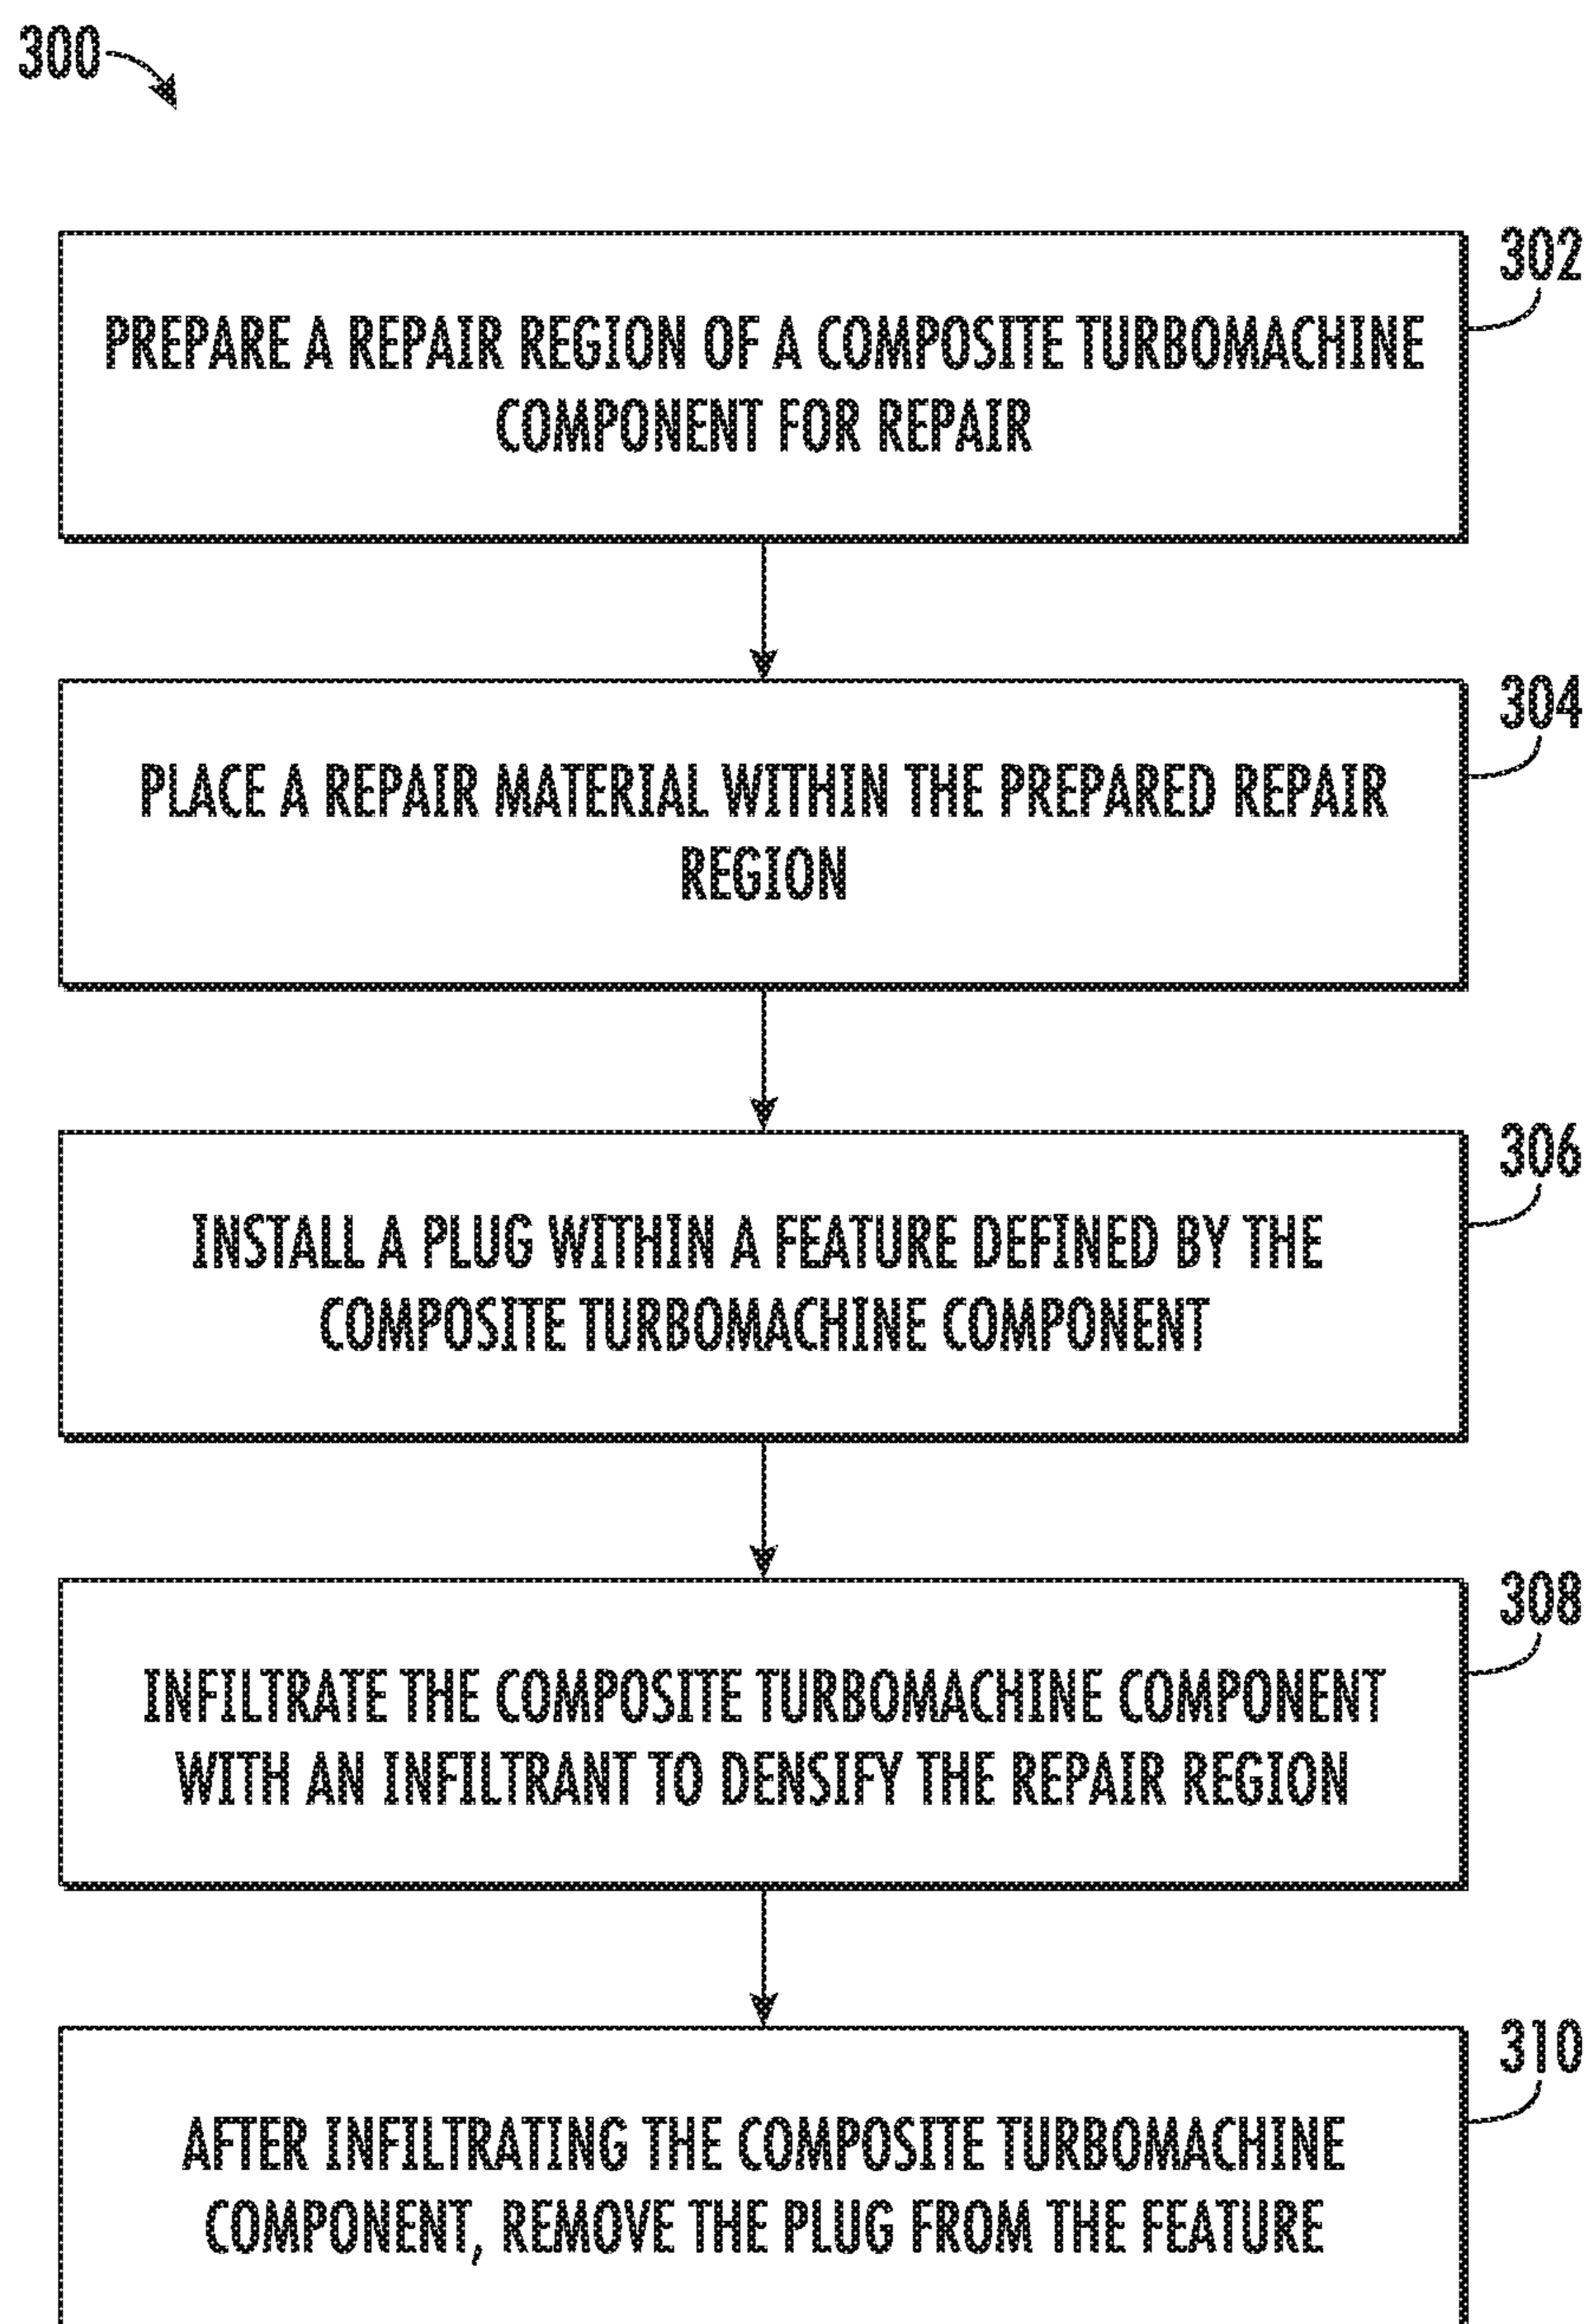 300
302
PREPARE A REPAIR REGION OF A COMPOSITE TURBOMACHINE
COMPONENT FOR REPAIR
304
PLACE A REPAIR MATERIAL WITHIN THE PREPARED REPAIR
REGION
306
INSTALL A PLUG WITHIN A FEATURE DEFINED BY THE
COMPOSITE TURBOMACHINE COMPONENT
308
INFILTRATE THE COMPOSITE TURBOMACHINE COMPONENT
WITH AN INFILTRANT TO DENSIFY THE REPAIR REGION
310
AFTER INFILTRATING THE COMPOSITE TURBOMACHINE
COMPONENT, REMOVE THE PLUG FROM THE FEATURE